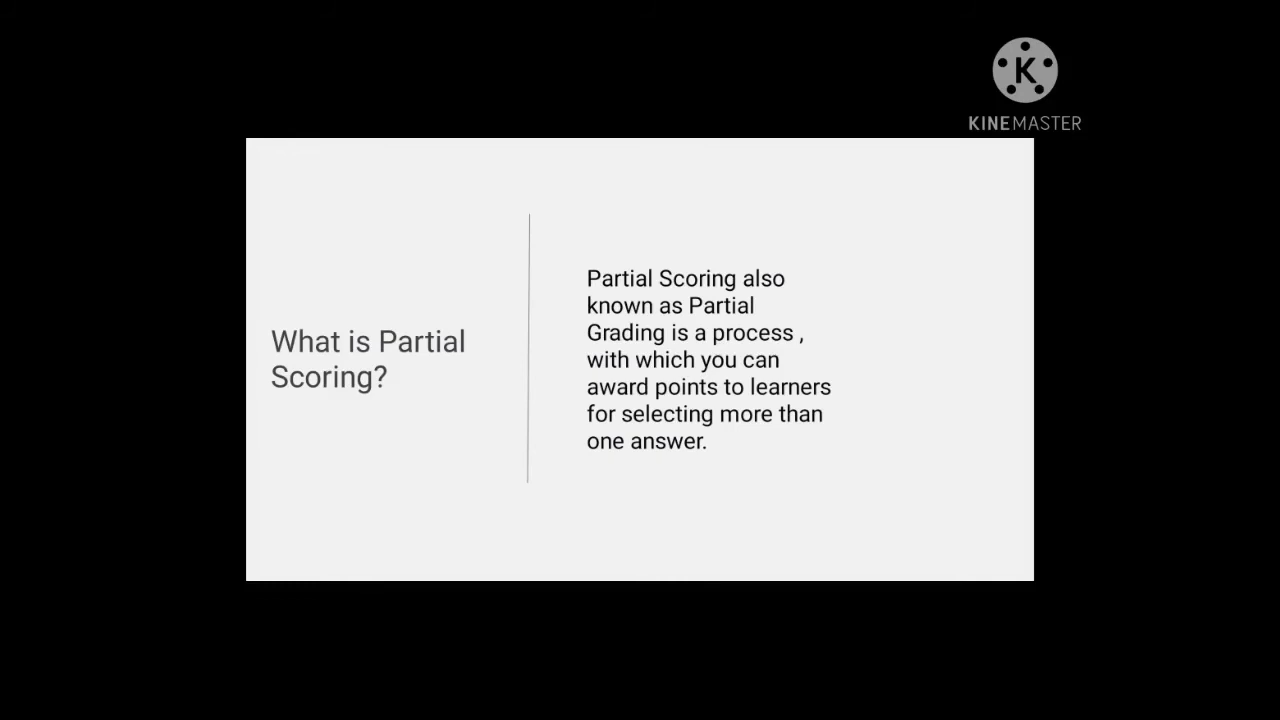 K
KINEMASTER
What is Partial
Scoring?
Partial Scoring also
known as Partial
Grading is a process ,
with which you can
award points to learners
for selecting more than
one answer.